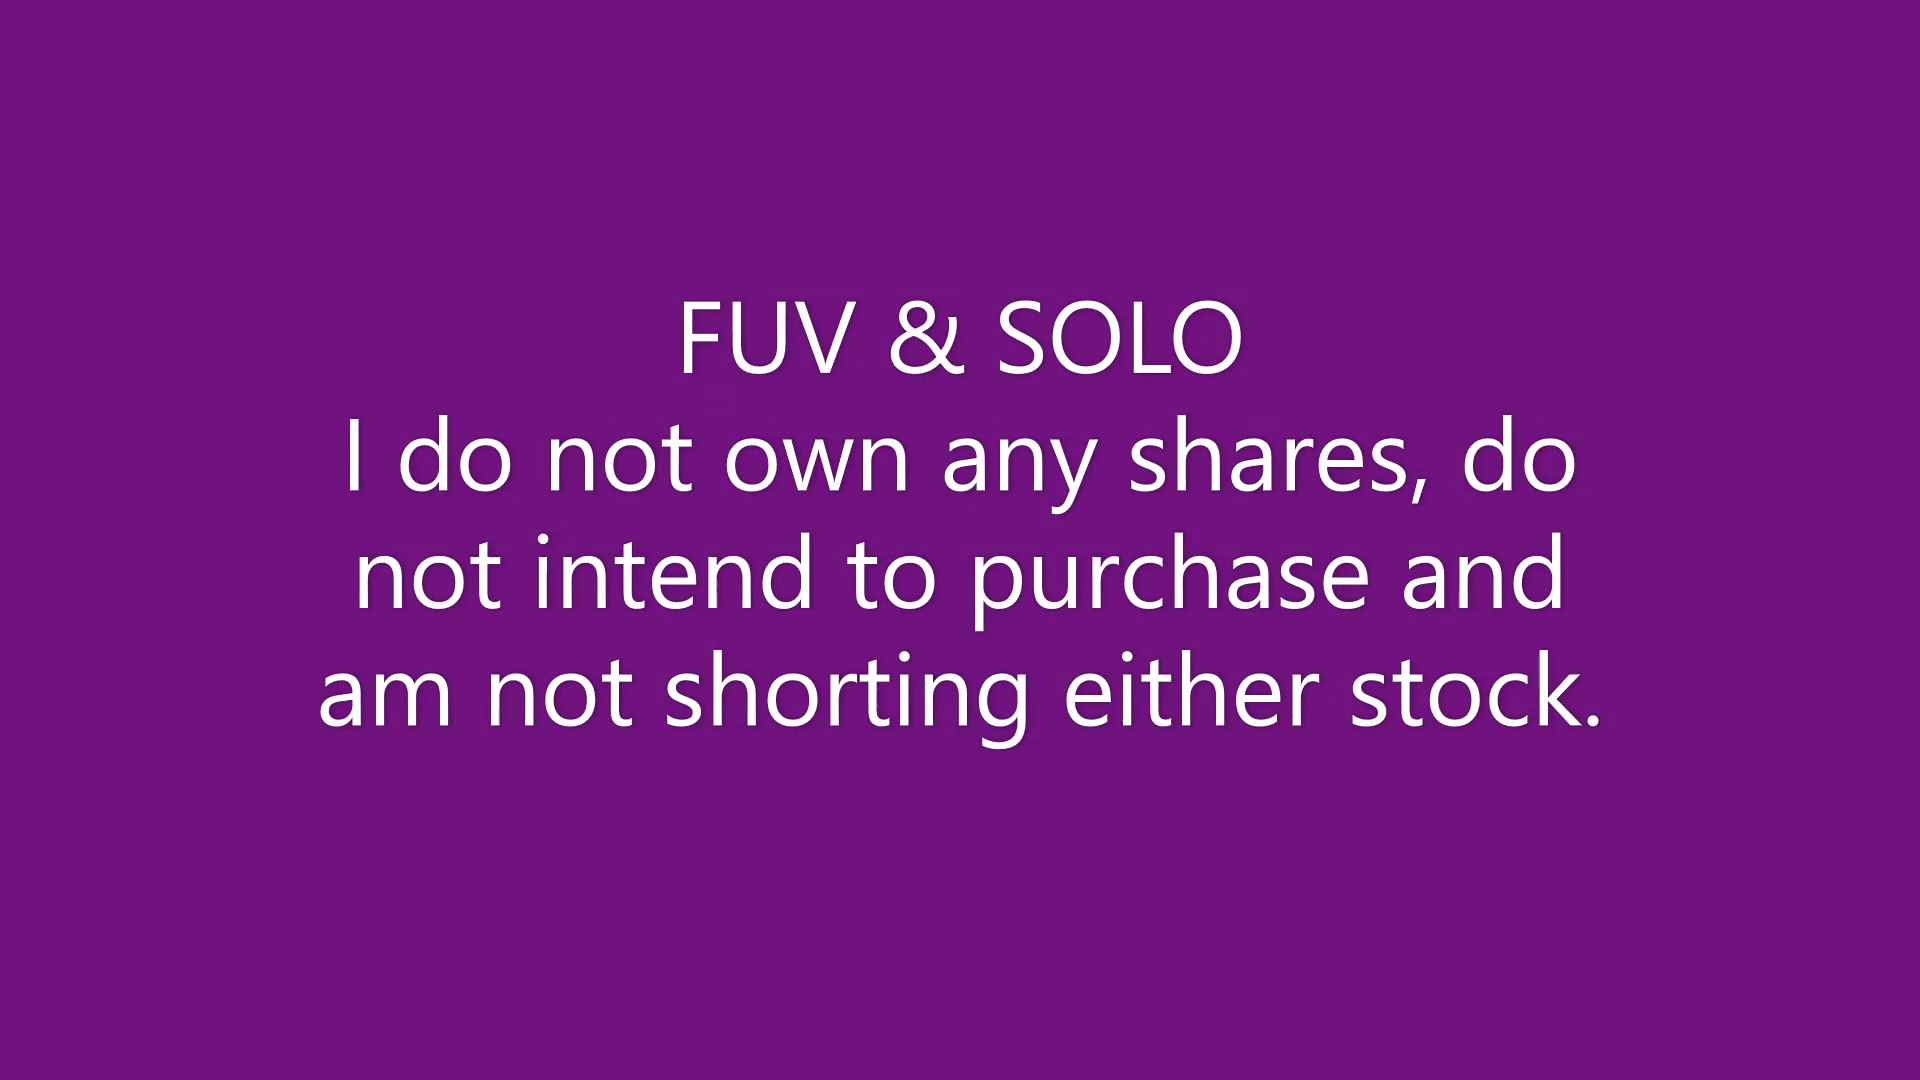 FUV & SOLO
I do not own any shares, do
not intend to purchase and
am not shorting either stock.